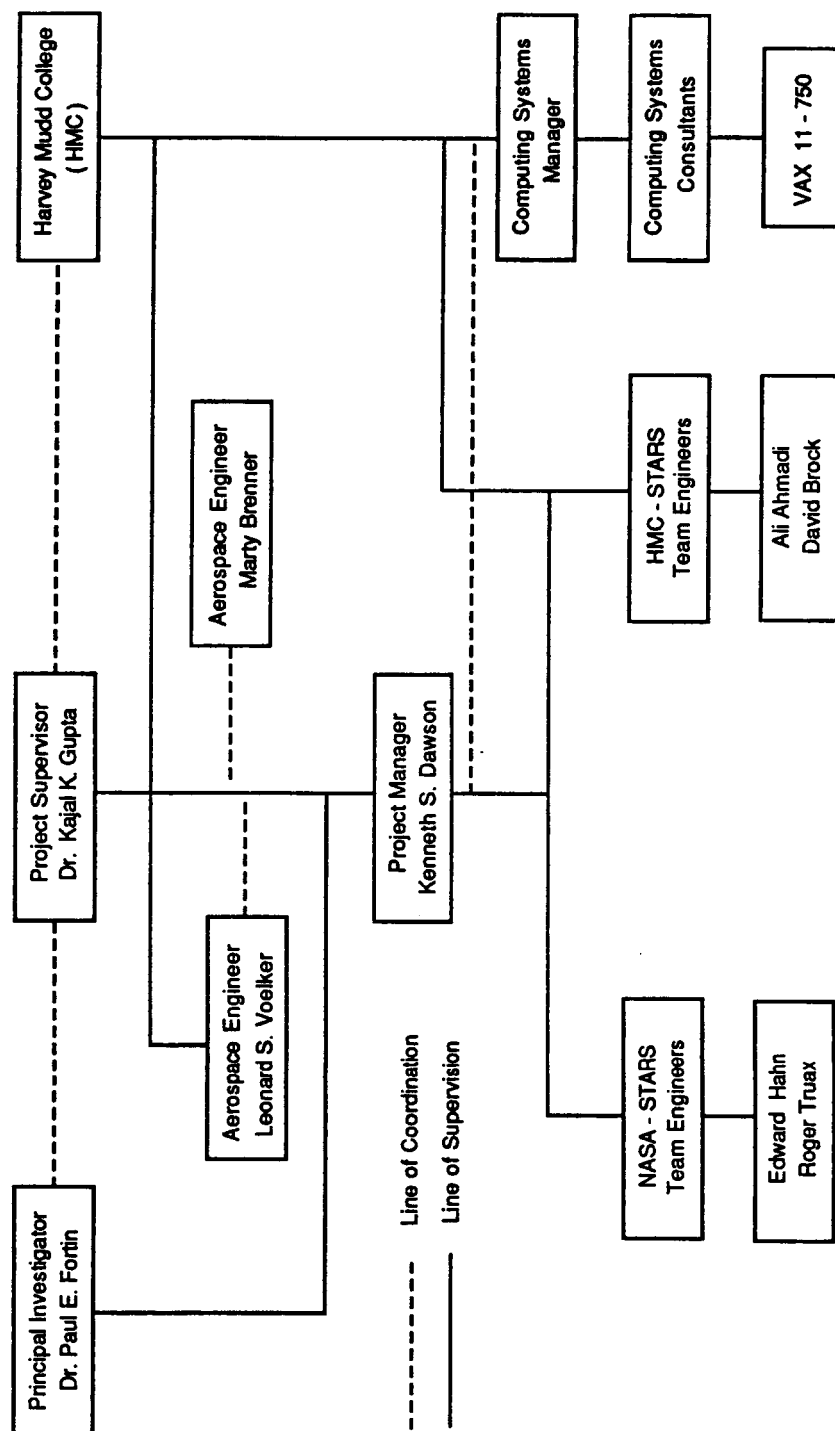 Principal Investigator
Dr. Paul E. Fortin
Project Supervisor
Dr. Kajal K. Gupta
Harvey Mudd College
( HMC )
Aerospace Engineer
Leonard S. Voelker
Aerospace Engineer
Marty Brenner
Project Manager
Kenneth S. Dawson
Line of Coordination
Line of Supervision
Computing Systems
Manager
NASA - STARS
Team Engineers
HMC - STARS
Team Engineers
Computing Systems
Consultants
Edward Hahn
Roger Truax
Ali Ahmadi
David Brock
VAX 11 - 750